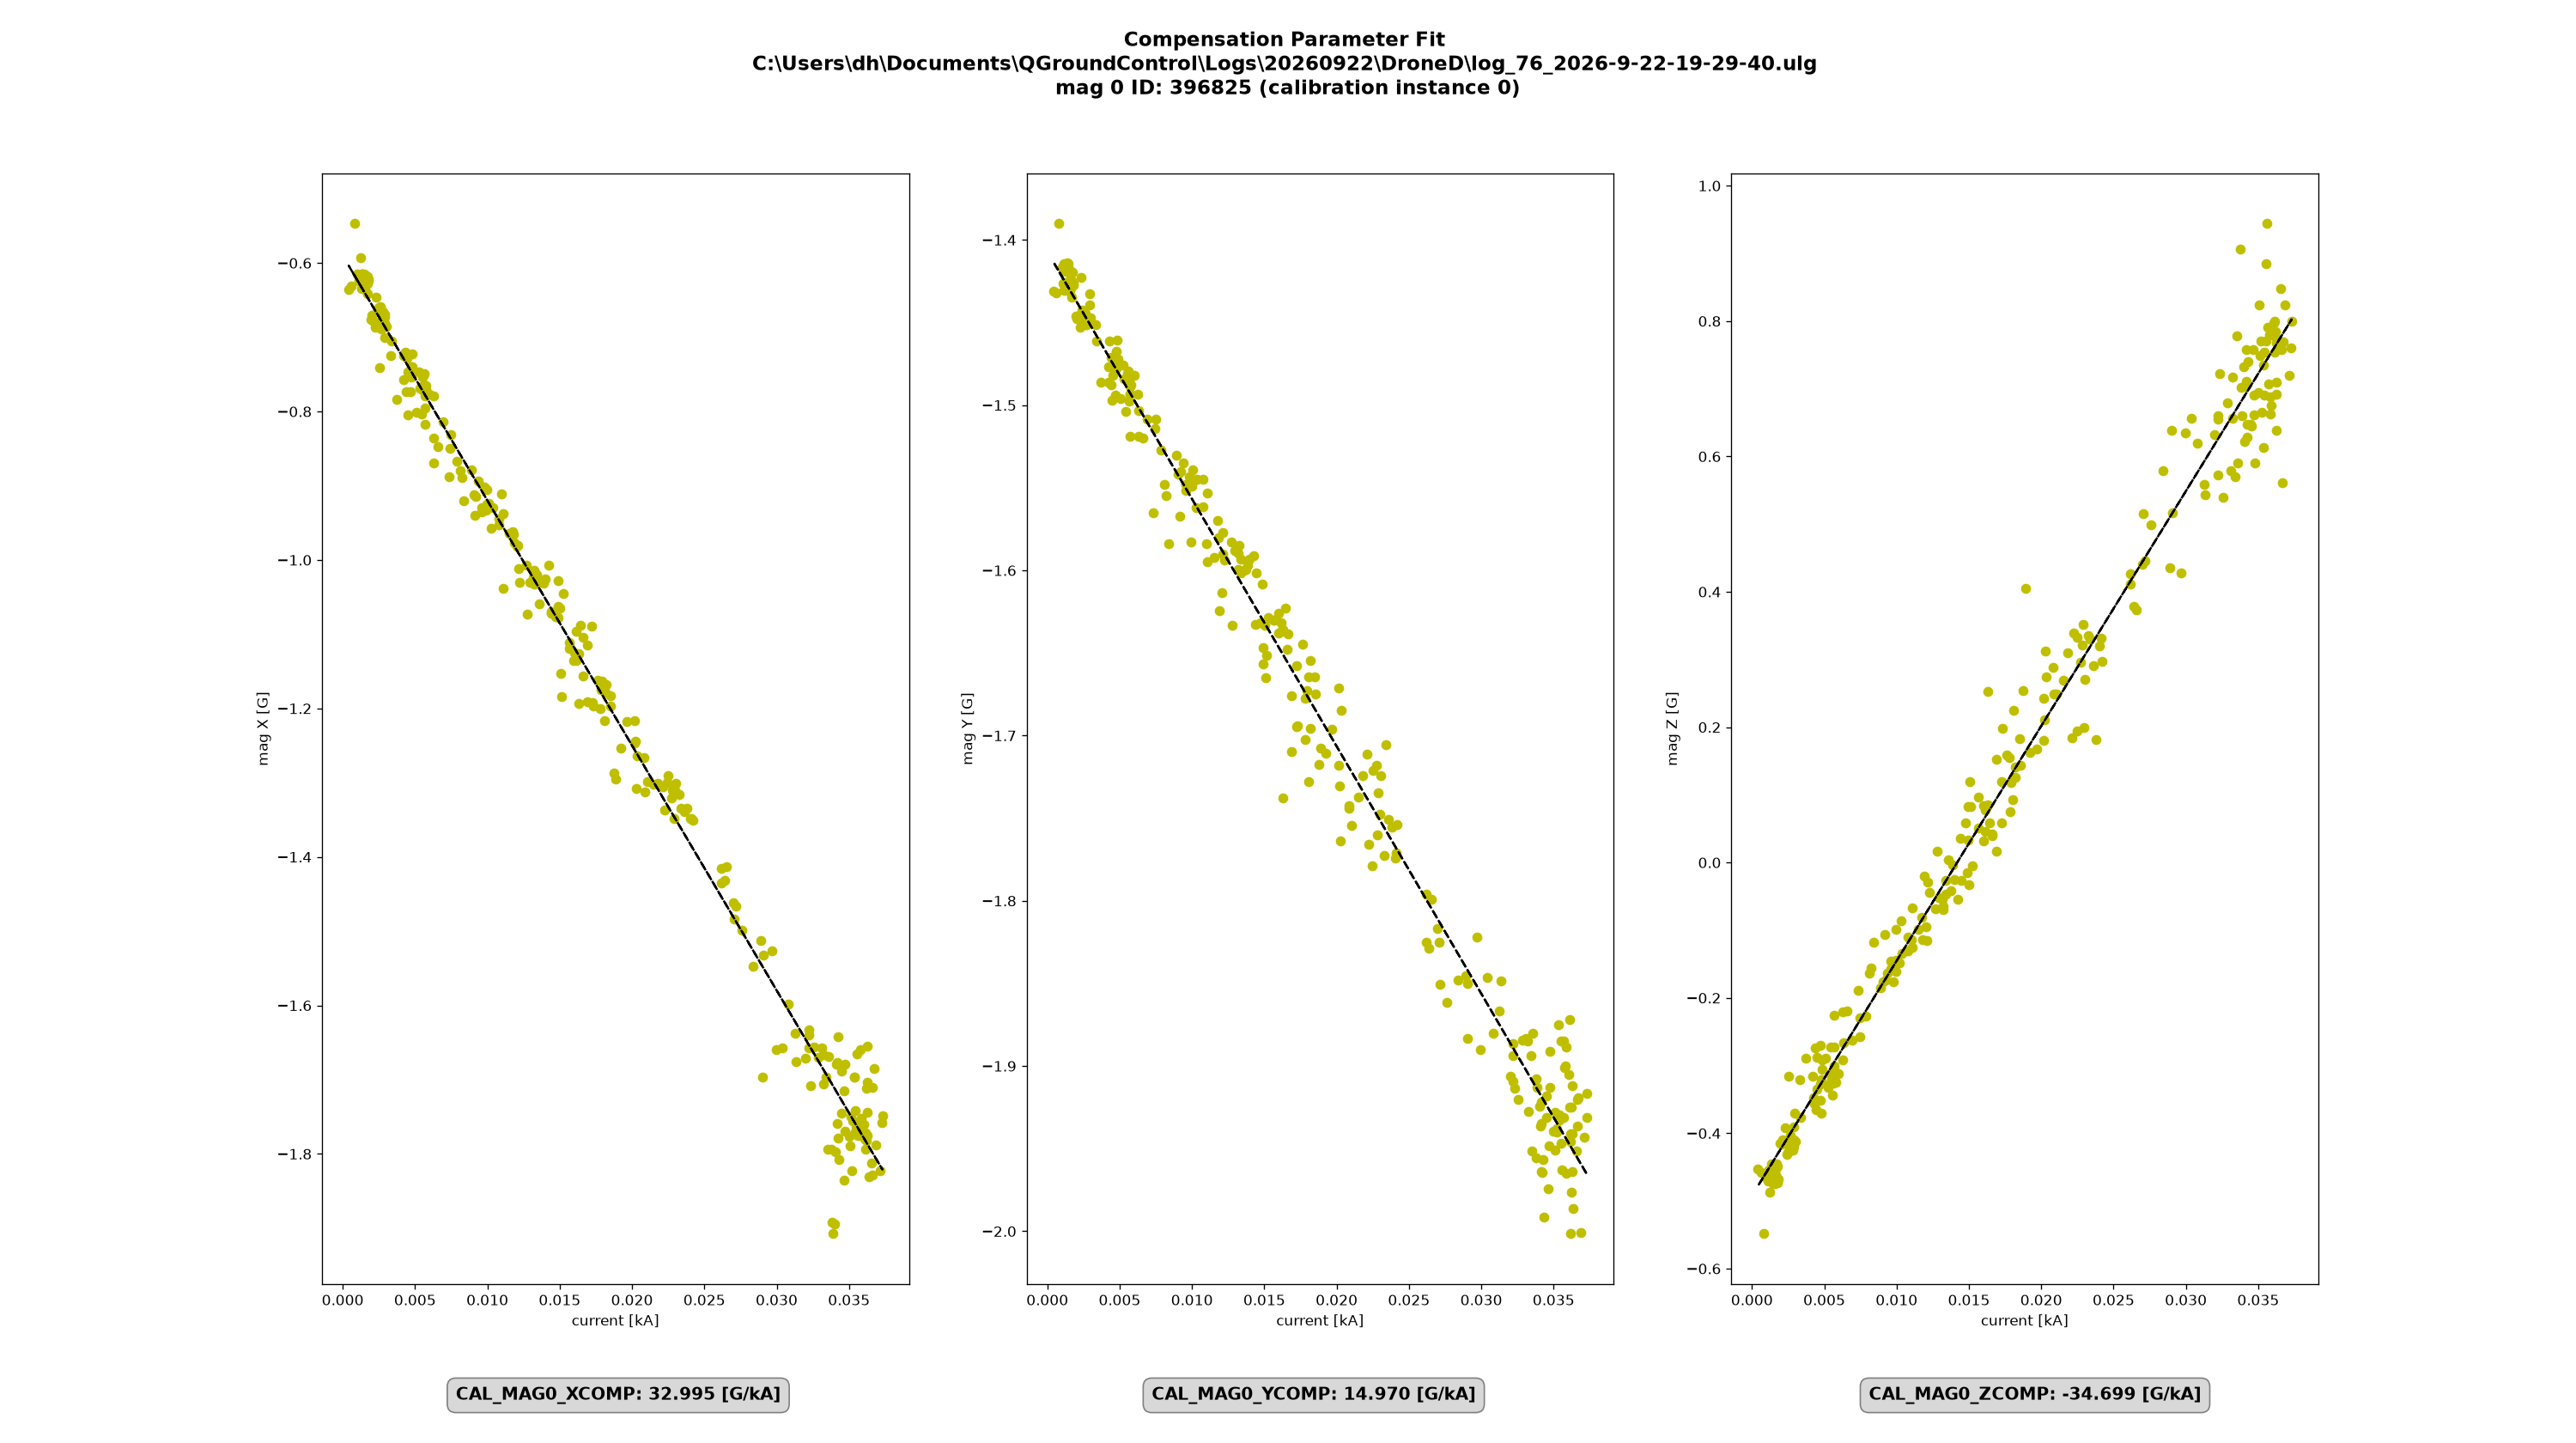 Compensation Parameter Fit
C:\Users\dh\Documents\QGroundControl\Logs\20260922\DroneD\log_76_2026-9-22-19-29-40.ulg
mag 0 ID: 396825 (calibration instance 0)
mag X [G]
−0.6
−0.8
−1.0
−1.2
−1.4
−1.6
−1.8
0.000 0.005 0.010 0.015 0.020 0.025 0.030 0.035
current [kA]
CAL_MAG0_XCOMP: 32.995 [G/kA]
mag Y [G]
−1.4
−1.5
−1.6
−1.7
−1.8
−1.9
−2.0
0.000 0.005 0.010 0.015 0.020 0.025 0.030 0.035
current [kA]
CAL_MAG0_YCOMP: 14.970 [G/kA]
mag Z [G]
1.0
0.8
0.6
0.4
0.2
0.0
−0.2
−0.4
−0.6
0.000 0.005 0.010 0.015 0.020 0.025 0.030 0.035
current [kA]
CAL_MAG0_ZCOMP: -34.699 [G/kA]